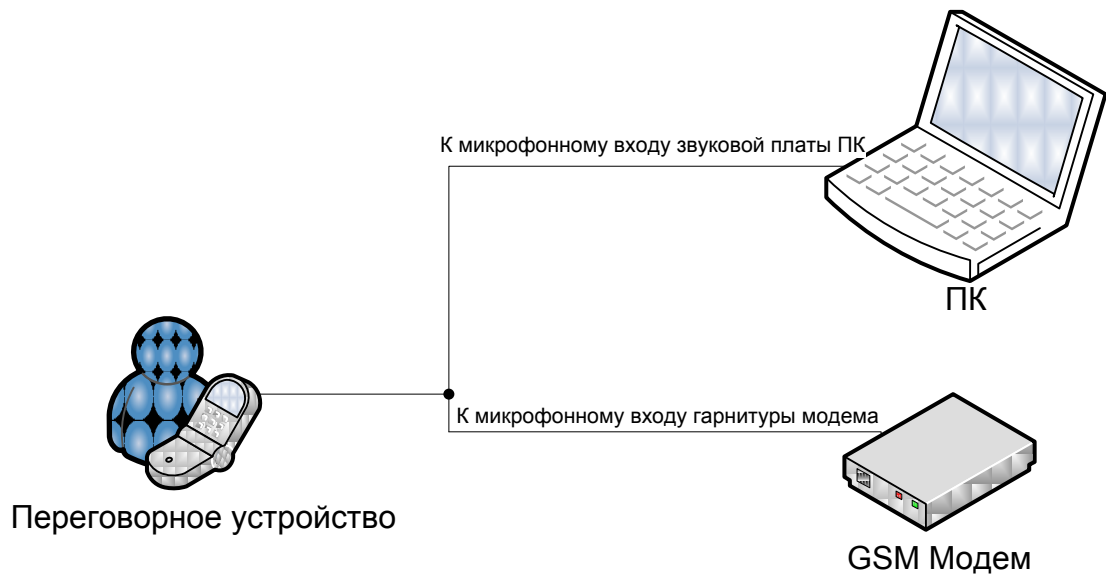 К микрофонному входу звуковой платы ПК
ПК
К микрофонному входу гарнитуры модема
Переговорное устройство
GSM Модем